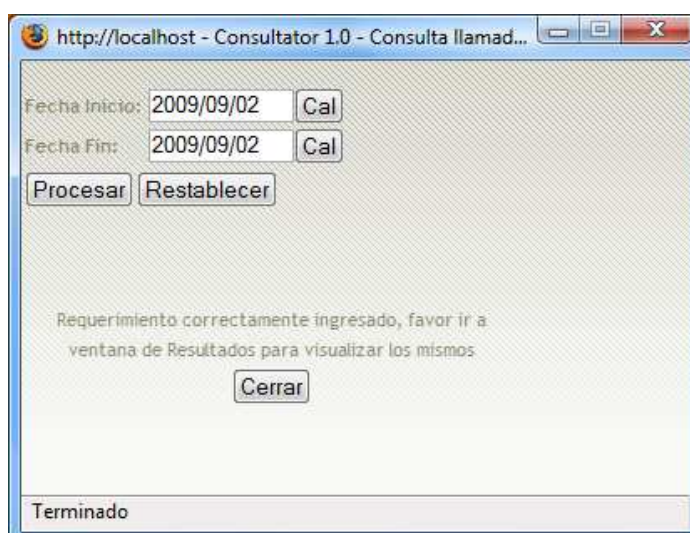 http://localhost - Consultator 1.0 - Consulta llamad...
Fecha Inicio: 2009/09/02 Cal
Fecha Fin: 2009/09/02 Cal
Procesar Restablecer
Requerimiento correctamente ingresado, favor ir a
ventana de Resultados para visualizar los mismos
Cerrar
Terminado